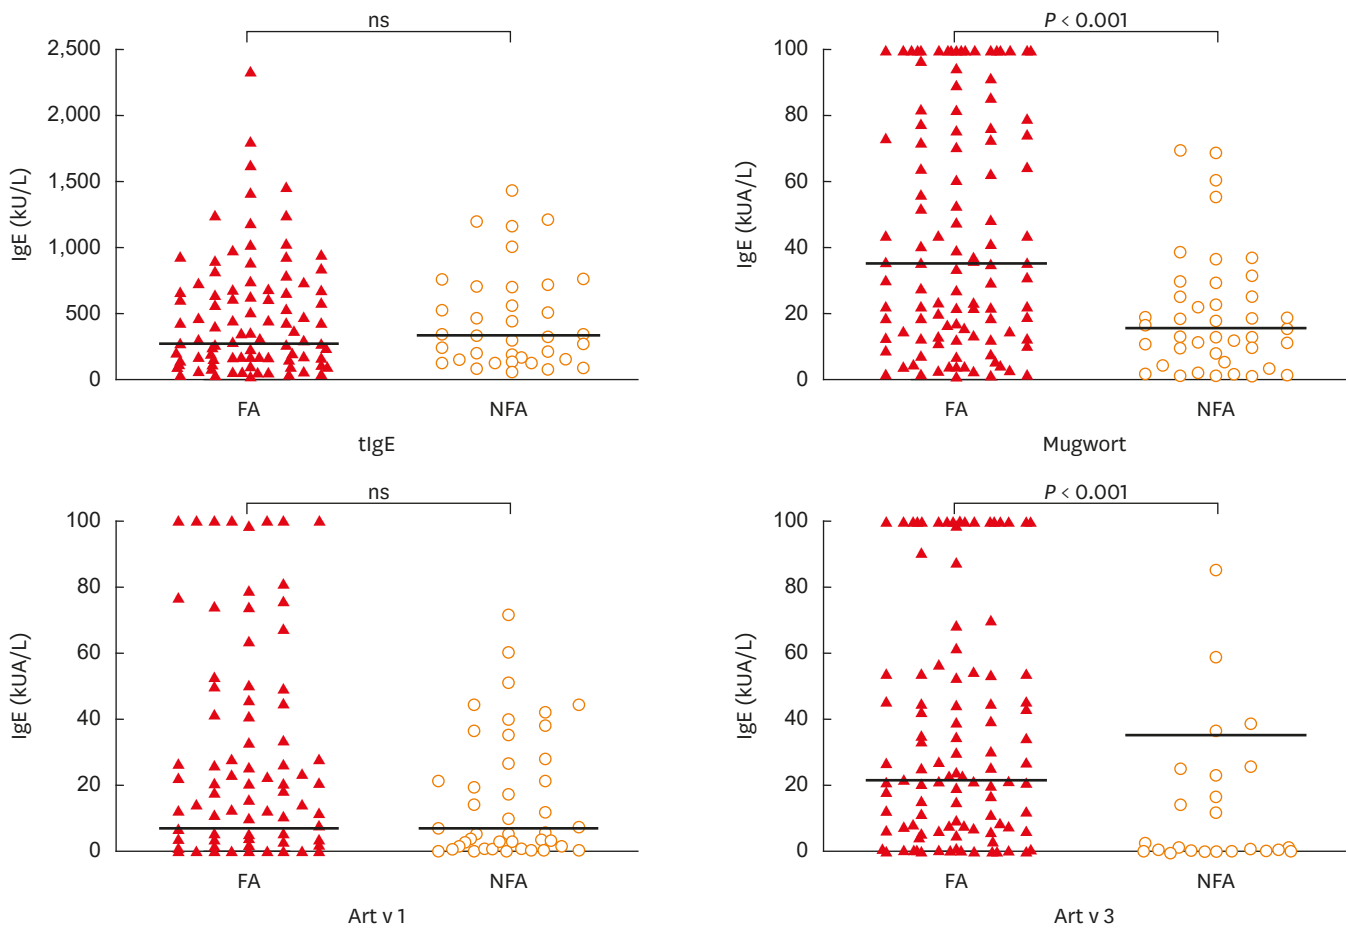 ns
2,500
2,000
1,500
1,000
500
0
IgE (kU/L)
FA
NFA
tIgE
P < 0.001
100
80
60
40
20
0
IgE (kUA/L)
FA
NFA
Mugwort
ns
100
80
60
40
20
0
IgE (kUA/L)
FA
NFA
Art v 1
P < 0.001
100
80
60
40
20
0
IgE (kUA/L)
FA
NFA
Art v 3